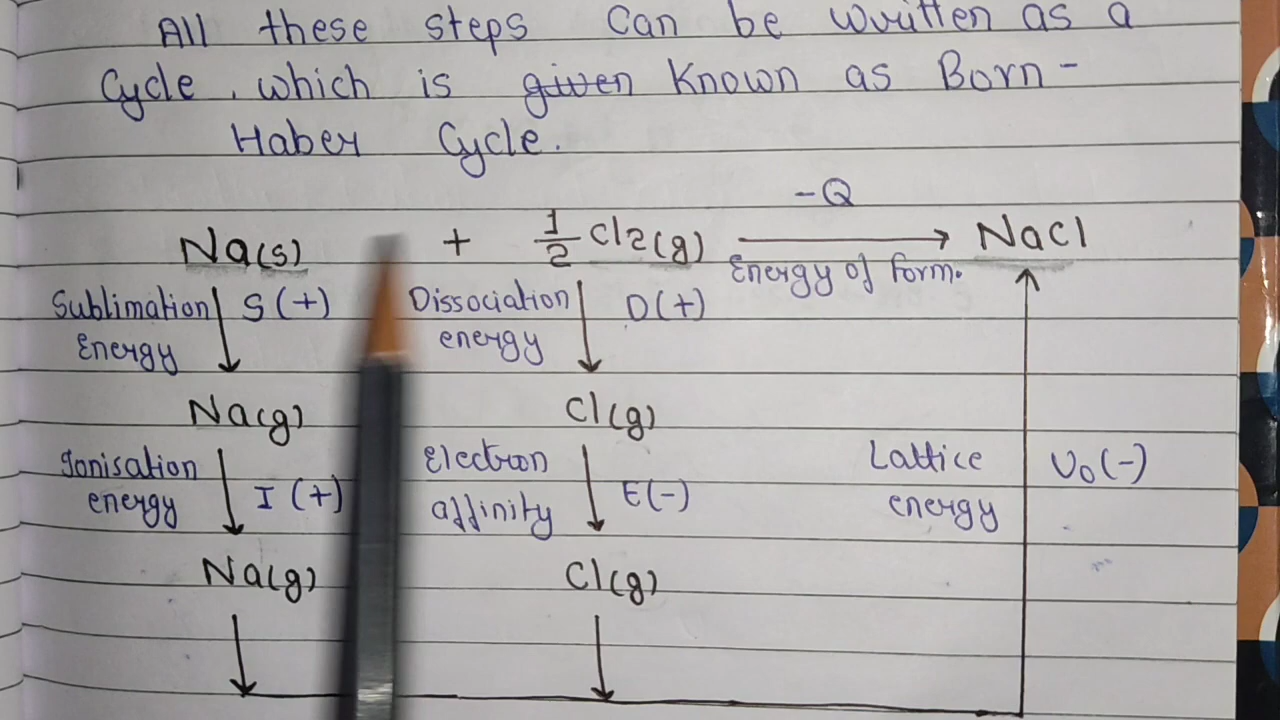 All these steps can be written as a
Cycle, which is given known as Born-
Haber Cycle.
-Q
Na(s) + 1/2 Cl2(g) → NaCl
Energy of form.
Sublimation S(+) Dissociation D(+)
Energy energy
Na(g) Cl(g)
Ionisation Electron Lattice U0(-)
energy I(+) affinity E(-) energy
Na(g) Cl(g)